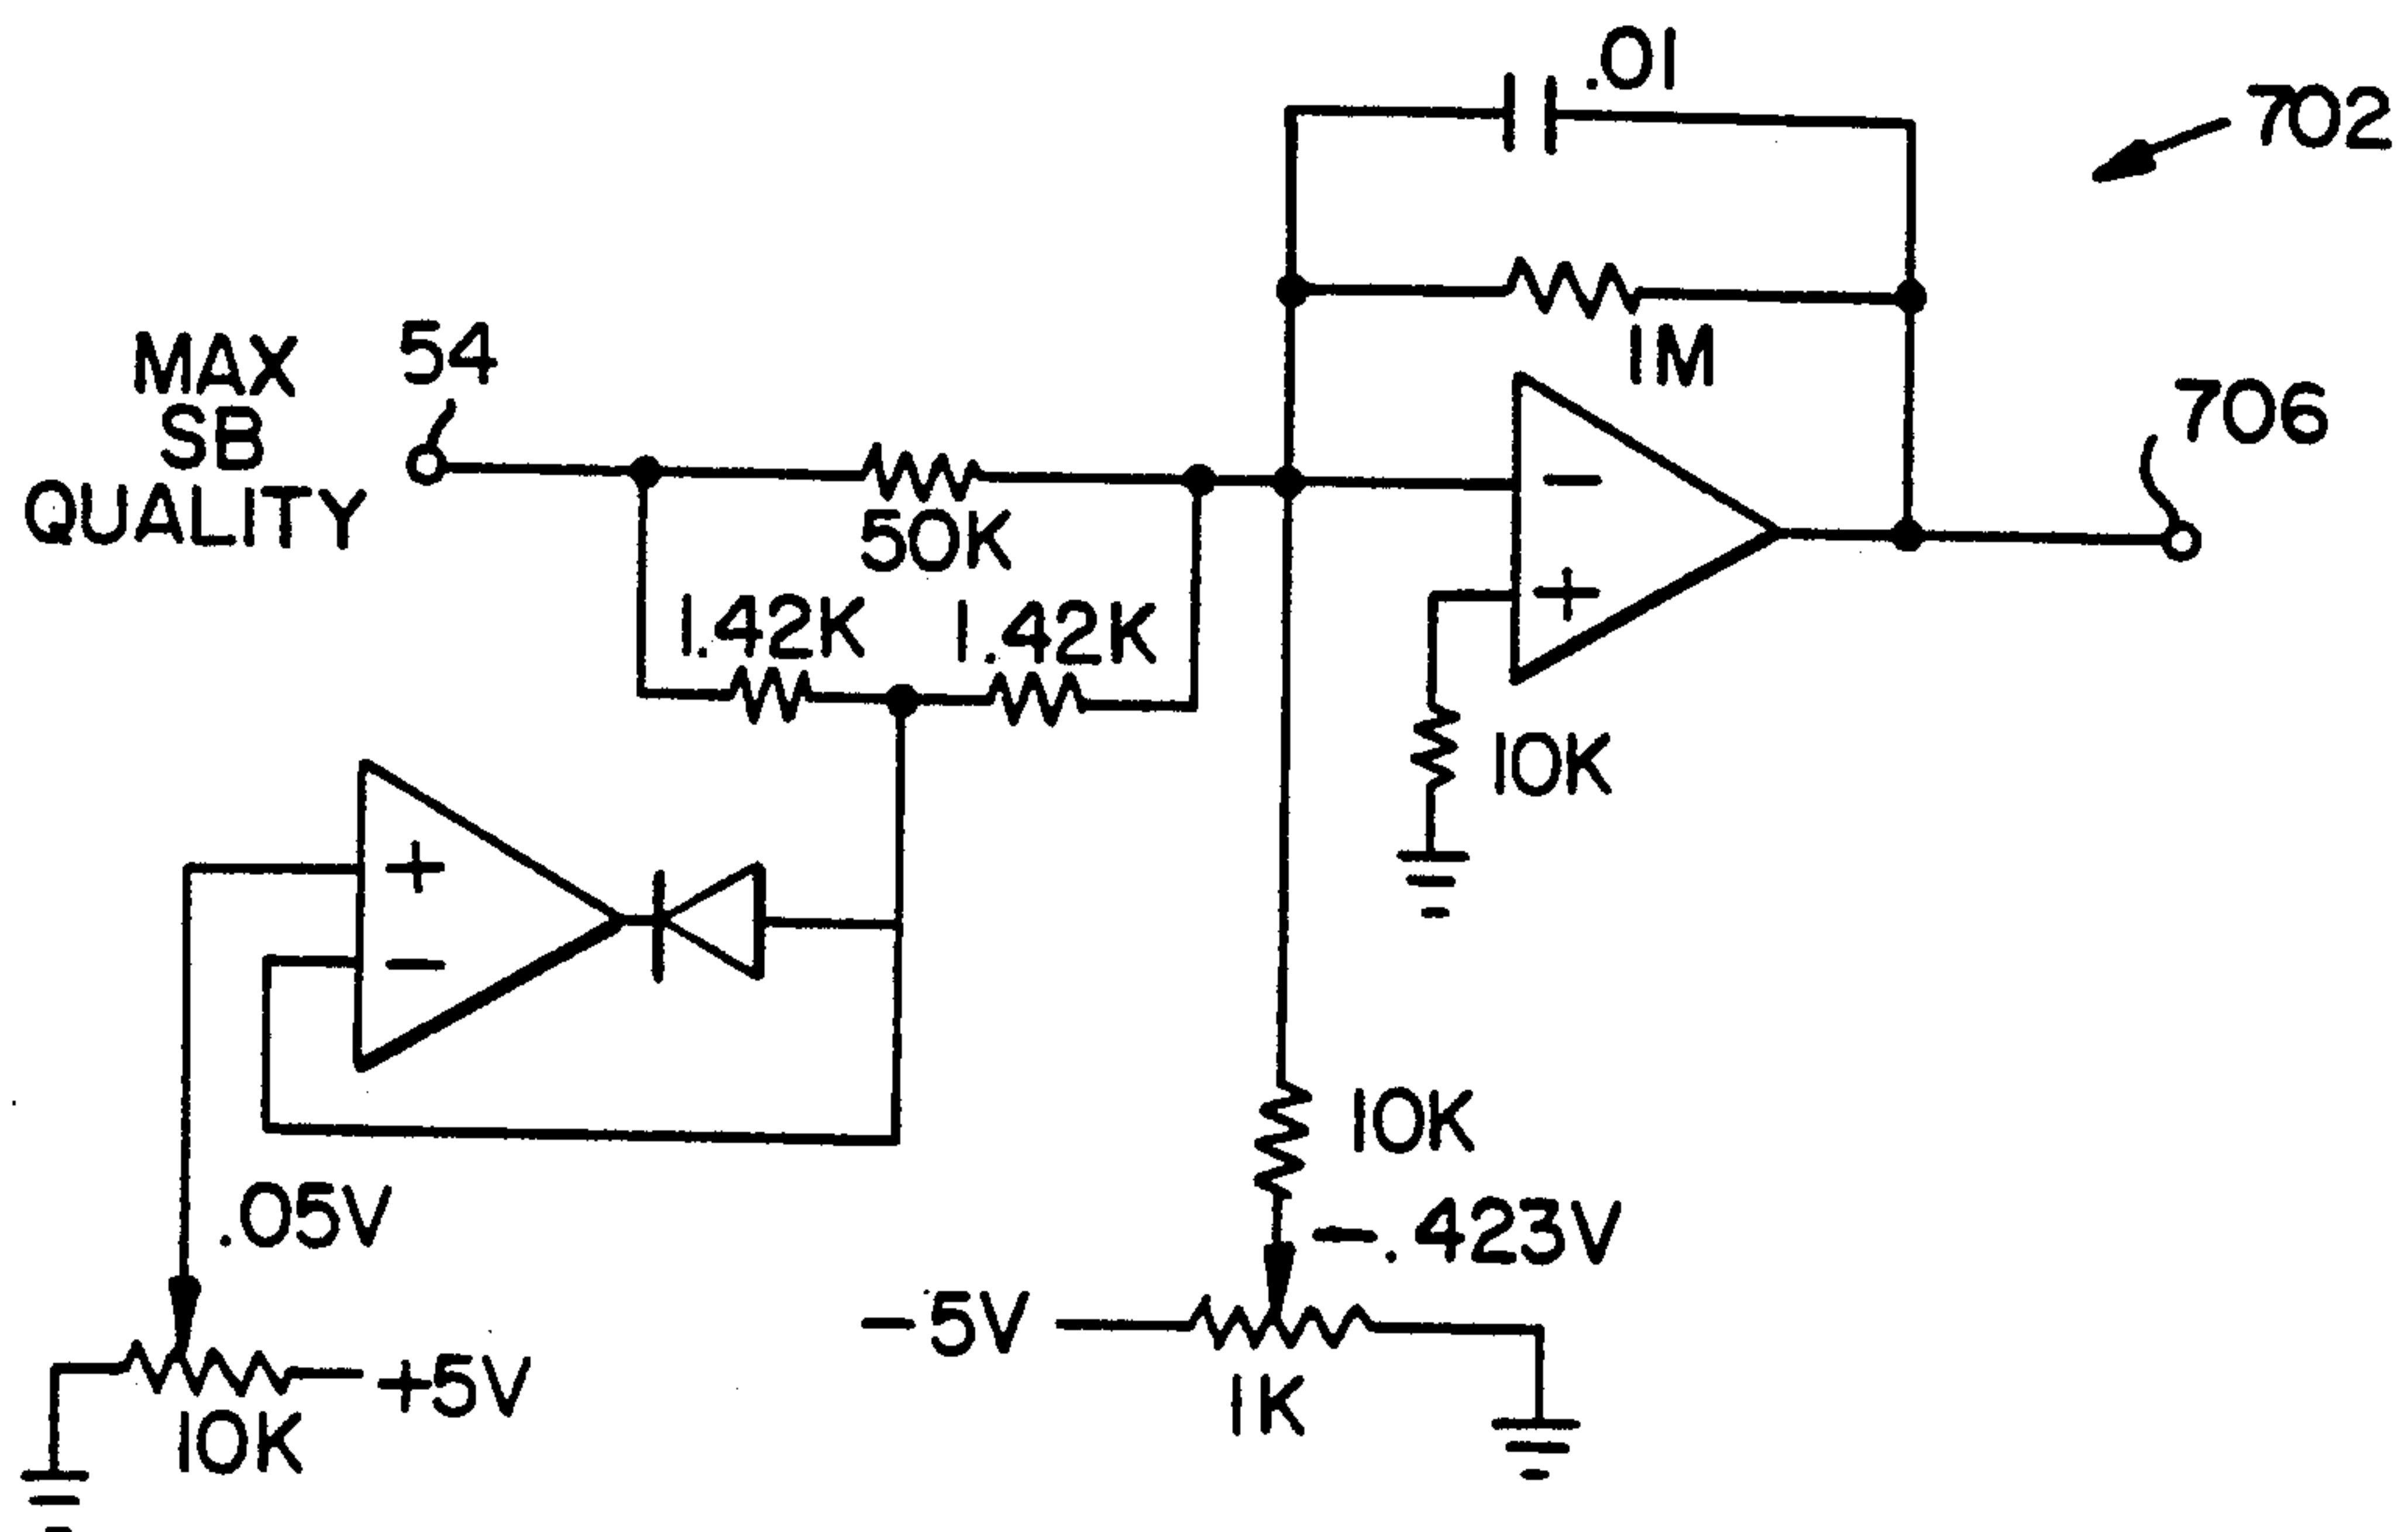 .01
702
1M
MAX
SB
QUALITY
54
50K
706
1.42K
1.42K
-
+
10K
+
-
.05V
10K
-.423V
-5V
1K
+5V
10K